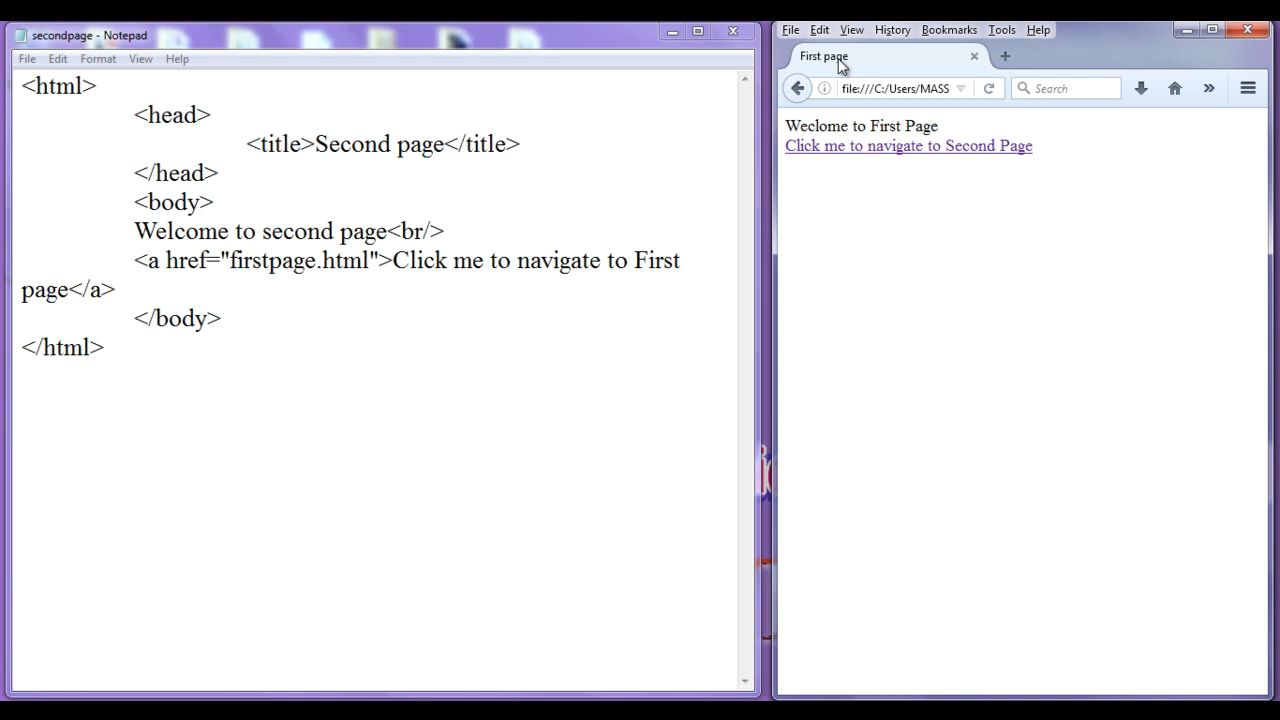 secondpage - Notepad
File Edit Format View Help
<html>
<head>
<title>Second page</title>
</head>
<body>
Welcome to second page<br/>
<a href="firstpage.html">Click me to navigate to First
page</a>
</body>
</html>
File Edit View History Bookmarks Tools Help
First page
file:///C:/Users/MASS
Search
Weclome to First Page
Click me to navigate to Second Page